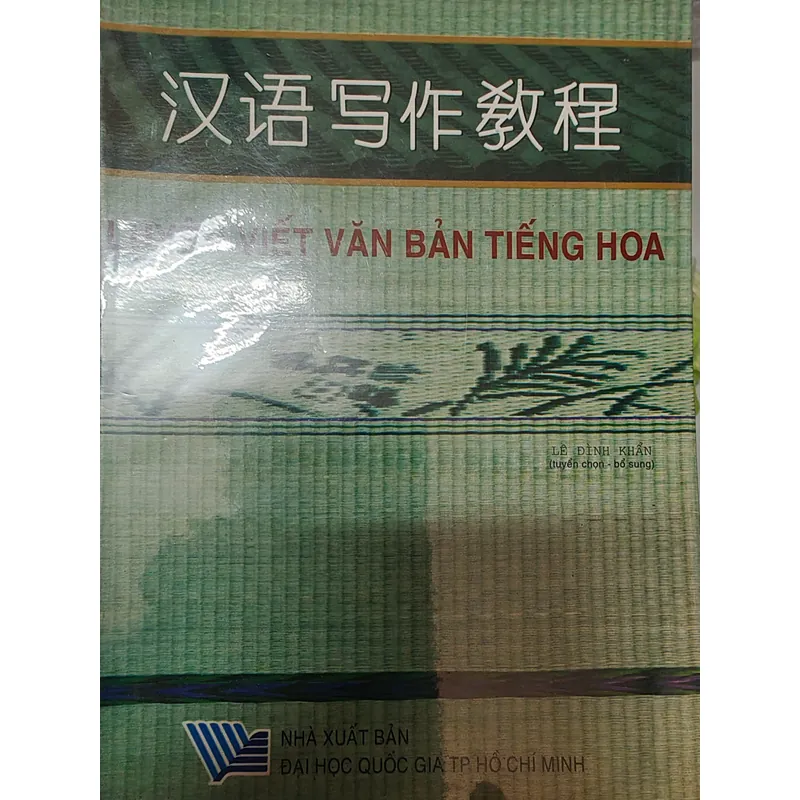 汉语写作教程
VIẾT VĂN BẢN TIẾNG HOA
LÊ ĐÌNH KHẨN
(tuyển chọn - bổ sung)
NHÀ XUẤT BẢN
ĐẠI HỌC QUỐC GIA TP HỒ CHÍ MINH